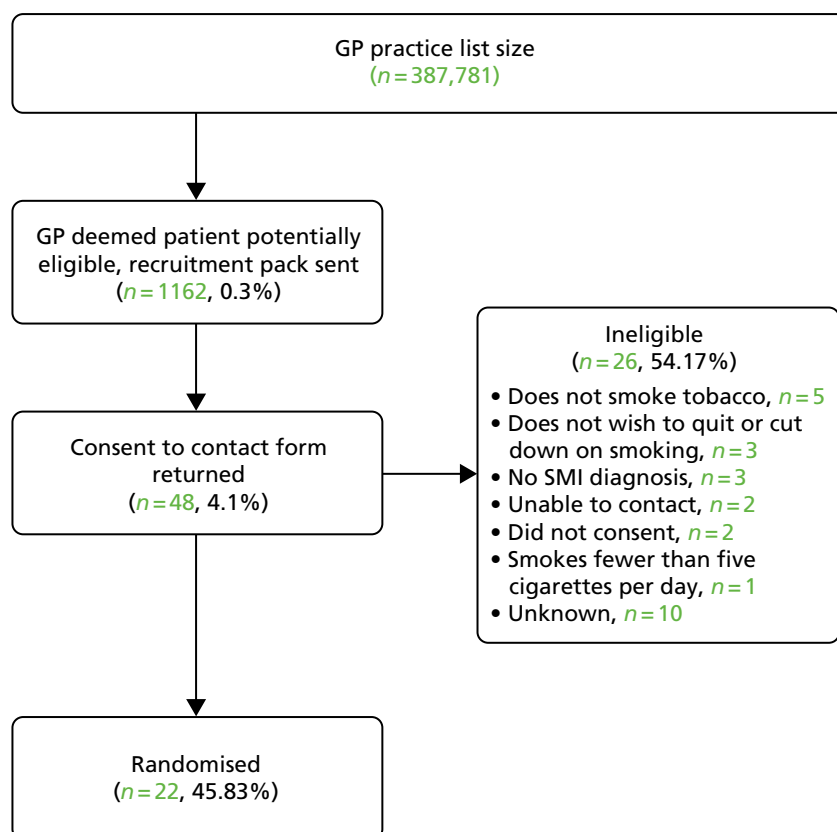 GP practice list size
(n=387,781)
GP deemed patient potentially
eligible, recruitment pack sent
(n=1162, 0.3%)
Consent to contact form
returned
(n=48, 4.1%)
Ineligible
(n=26, 54.17%)
• Does not smoke tobacco, n=5
• Does not wish to quit or cut
down on smoking, n=3
• No SMI diagnosis, n=3
• Unable to contact, n=2
• Did not consent, n=2
• Smokes fewer than five
cigarettes per day, n=1
• Unknown, n=10
Randomised
(n=22, 45.83%)